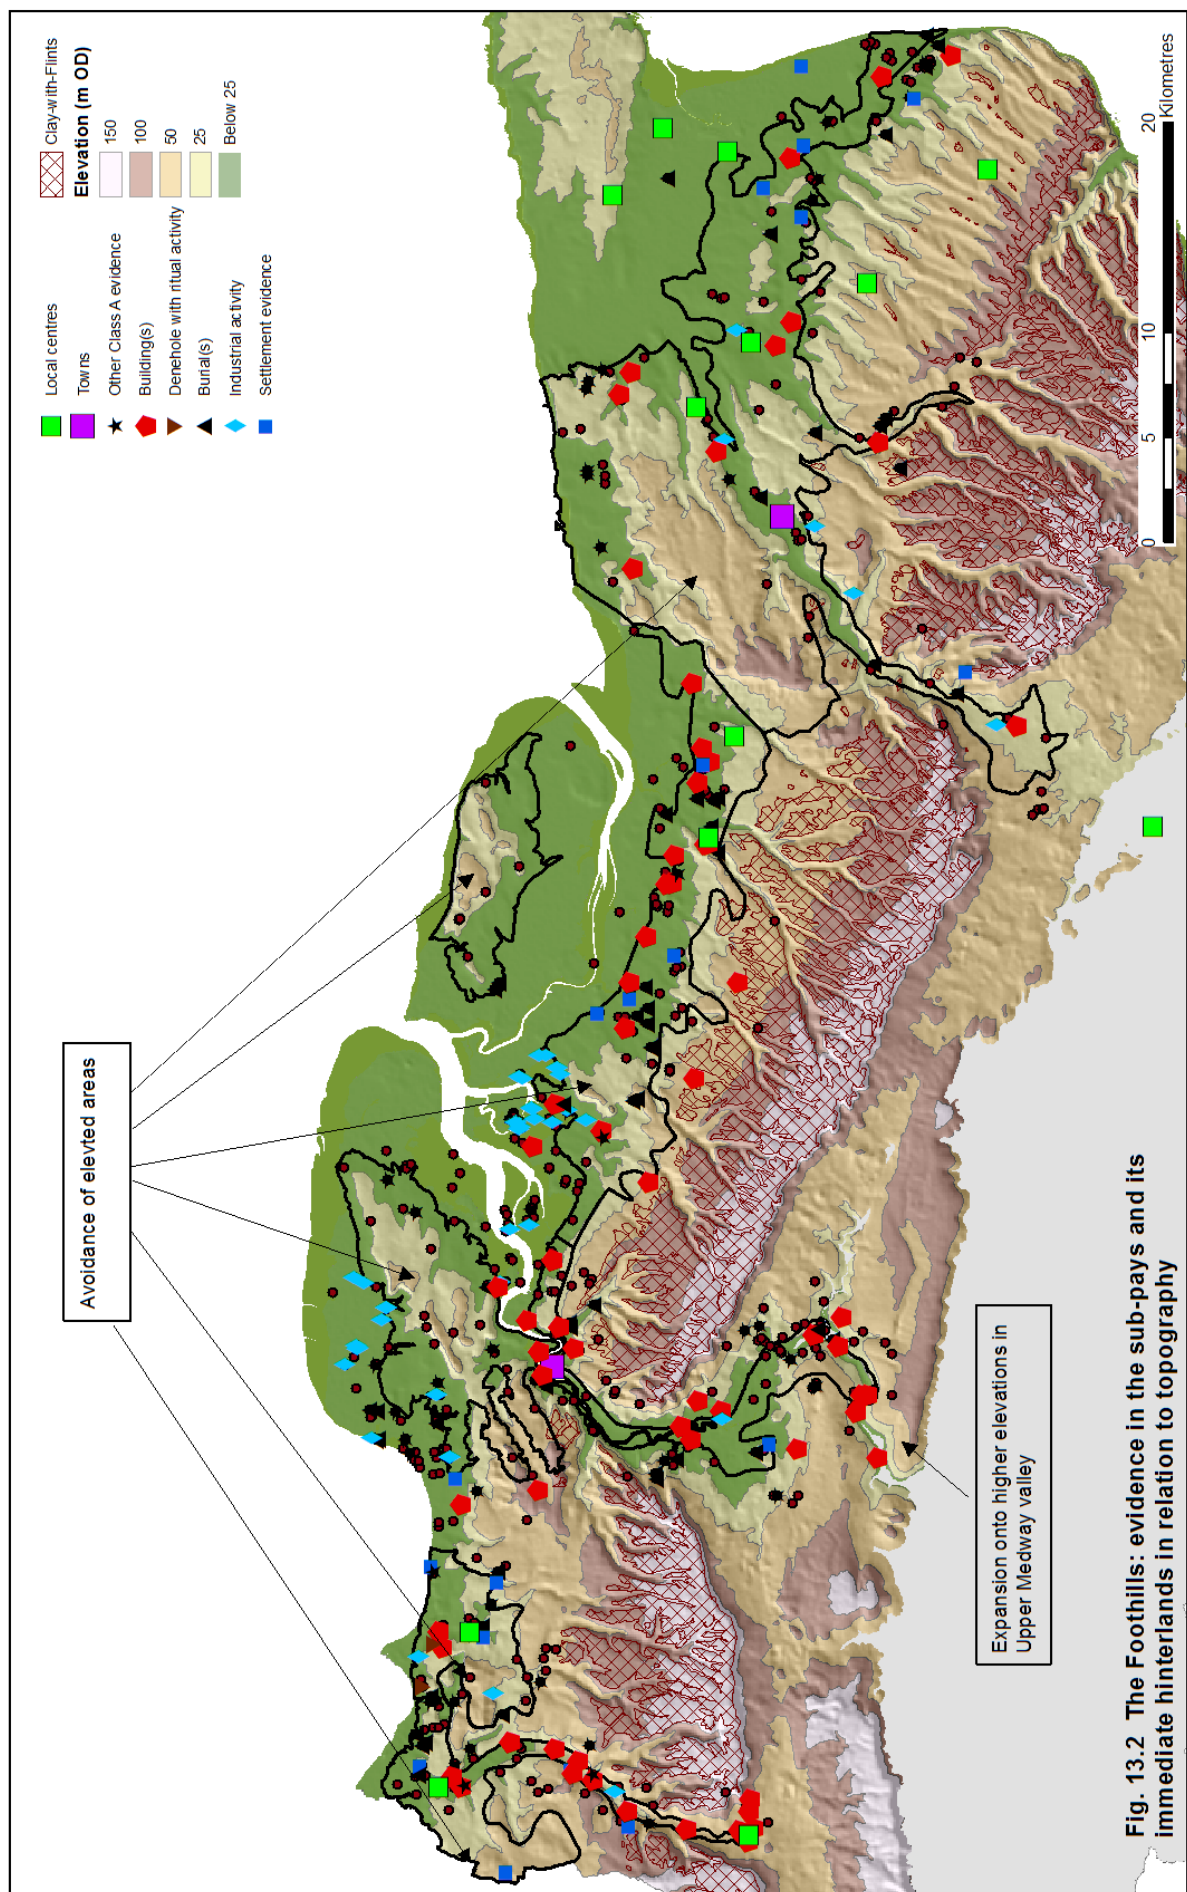 Avoidance of elevted areas
Local centres
Towns
Other Class A evidence
Building(s)
Denehole with ritual activity
Burial(s)
Industrial activity
Settlement evidence
Clay-with-Flints
Elevation (m OD)
150
100
50
25
Below 25
Expansion onto higher elevations in
Upper Medway valley
0 5 10 20
Kilometres
Fig. 13.2 The Foothills: evidence in the sub-pays and its
immediate hinterlands in relation to topography